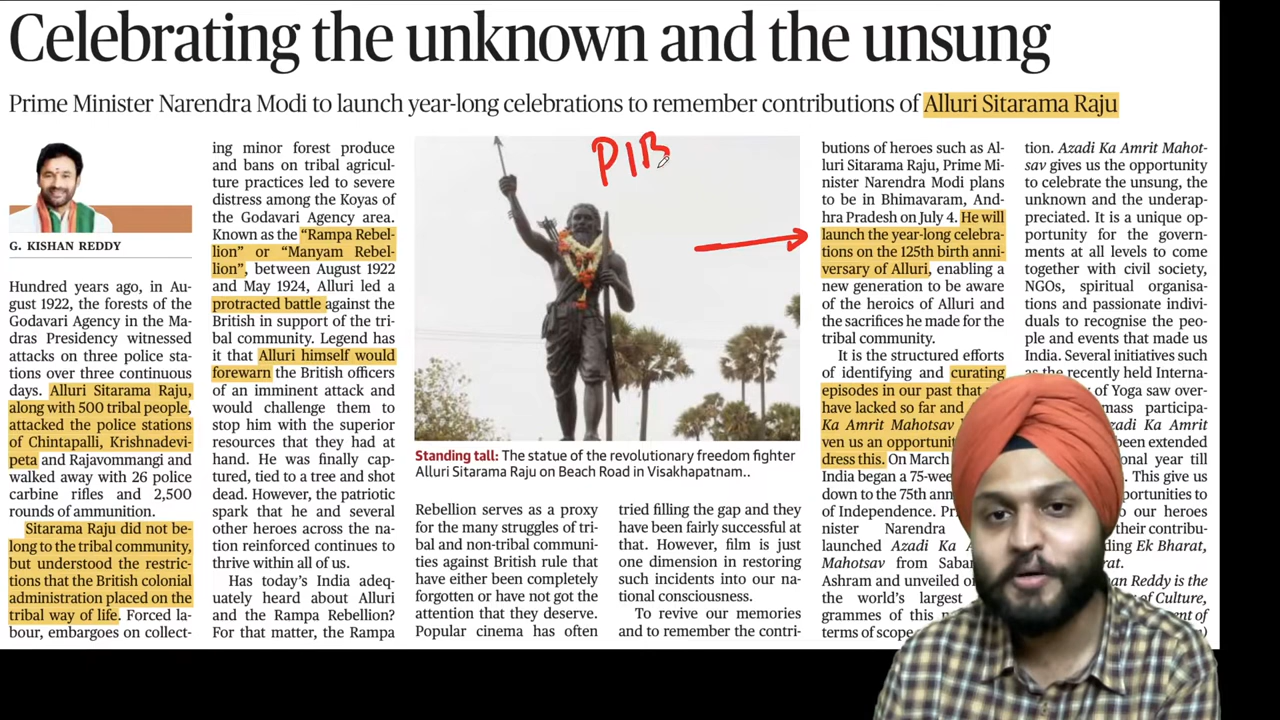 Celebrating the unknown and the unsung
Prime Minister Narendra Modi to launch year-long celebrations to remember contributions of Alluri Sitarama Raju
G. KISHAN REDDY
Hundred years ago, in Au-
gust 1922, the forests of the
Godavari Agency in the Ma-
dras Presidency witnessed
attacks on three police sta-
tions over three continuous
days. Alluri Sitarama Raju,
along with 500 tribal people,
attacked the police stations
of Chintapalli, Krishnadevi-
peta and Rajavommangi and
walked away with 26 police
carbine rifles and 2,500
rounds of ammunition.
Sitarama Raju did not be-
long to the tribal community,
but understood the restric-
tions that the British colonial
administration placed on the
tribal way of life. Forced la-
bour, embargoes on collect-
ing minor forest produce
and bans on tribal agricul-
ture practices led to severe
distress among the Koyas of
the Godavari Agency area.
Known as the “Rampa Rebel-
lion” or “Manyam Rebel-
lion”, between August 1922
and May 1924, Alluri led a
protracted battle against the
British in support of the tri-
bal community. Legend has
it that Alluri himself would
forewarn the British officers
of an imminent attack and
would challenge them to
stop him with the superior
resources that they had at
hand. He was finally cap-
tured, tied to a tree and shot
dead. However, the patriotic
spark that he and several
other heroes across the na-
tion reinforced continues to
thrive within all of us.
Has today’s India adeq-
uately heard about Alluri
and the Rampa Rebellion?
For that matter, the Rampa
PIB
Standing tall: The statue of the revolutionary freedom fighter
Alluri Sitarama Raju on Beach Road in Visakhapatnam..
Rebellion serves as a proxy
for the many struggles of tri-
bal and non-tribal communi-
ties against British rule that
have either been completely
forgotten or have not got the
attention that they deserve.
Popular cinema has often
tried filling the gap and they
have been fairly successful at
that. However, film is just
one dimension in restoring
such incidents into our na-
tional consciousness.
To revive our memories
and to remember the contri-
butions of heroes such as Al-
luri Sitarama Raju, Prime Mi-
nister Narendra Modi plans
to be in Bhimavaram, And-
hra Pradesh on July 4. He will
launch the year-long celebra-
tions on the 125th birth anni-
versary of Alluri, enabling a
new generation to be aware
of the heroics of Alluri and
the sacrifices he made for the
tribal community.
It is the structured efforts
of identifying and curating
episodes in our past that
have lacked so far and
Ka Amrit Mahotsav
ven us an opportunit
dress this. On March
India began a 75-wee
down to the 75th ann
of Independence. Pr
nister Narendra
launched Azadi Ka A
Mahotsav from Sabar
Ashram and unveiled o
the world’s largest
grammes of this n
terms of scope
tion. Azadi Ka Amrit Mahot-
sav gives us the opportunity
to celebrate the unsung, the
unknown and the underap-
preciated. It is a unique op-
portunity for the govern-
ments at all levels to come
together with civil society,
NGOs, spiritual organisa-
tions and passionate indivi-
duals to recognise the peo-
ple and events that made us
India. Several initiatives such
as the recently held Interna-
of Yoga saw over-
mass participa-
zadi Ka Amrit
been extended
onal year till
. This give us
portunities to
o our heroes
their contribu-
ding Ek Bharat,
rat.
an Reddy is the
of Culture,
ment of